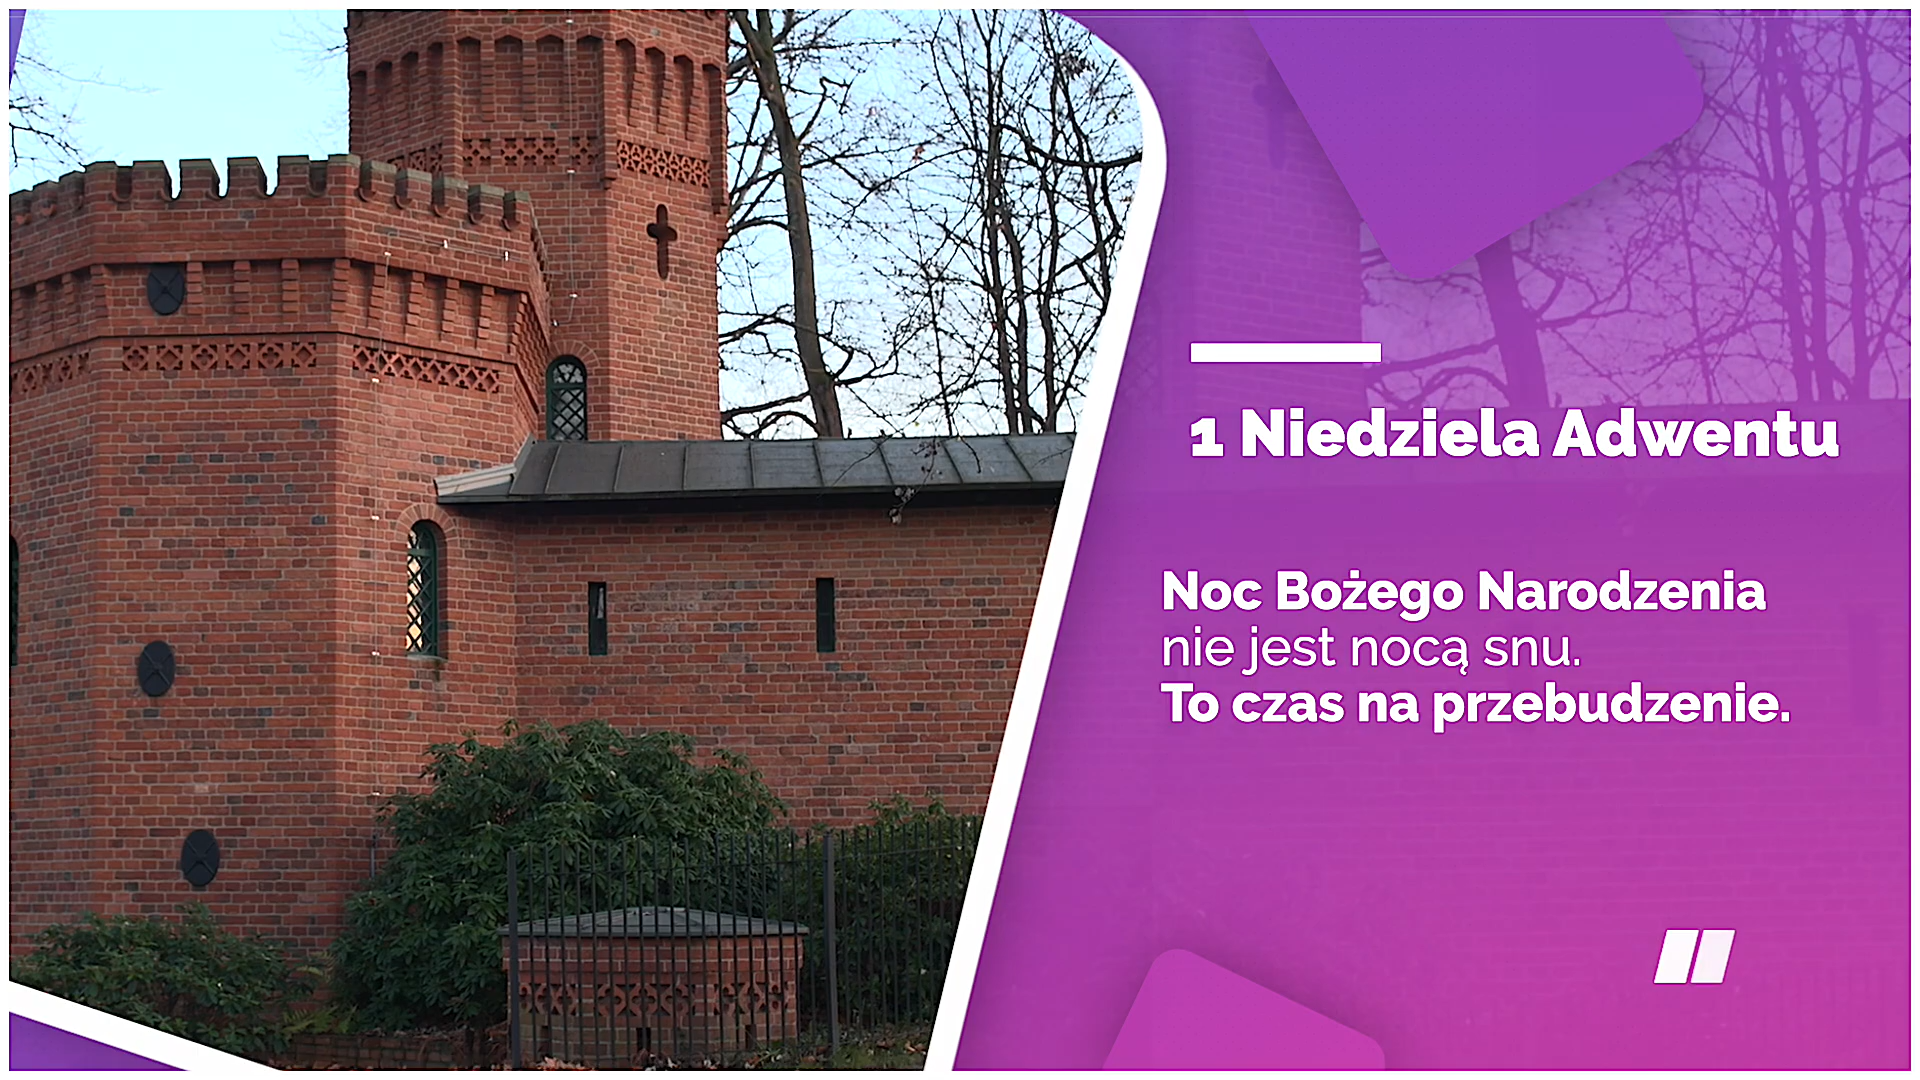 1 Niedziela Adwentu
Noc Bożego Narodzenia
nie jest nocą snu.
To czas na przebudzenie.